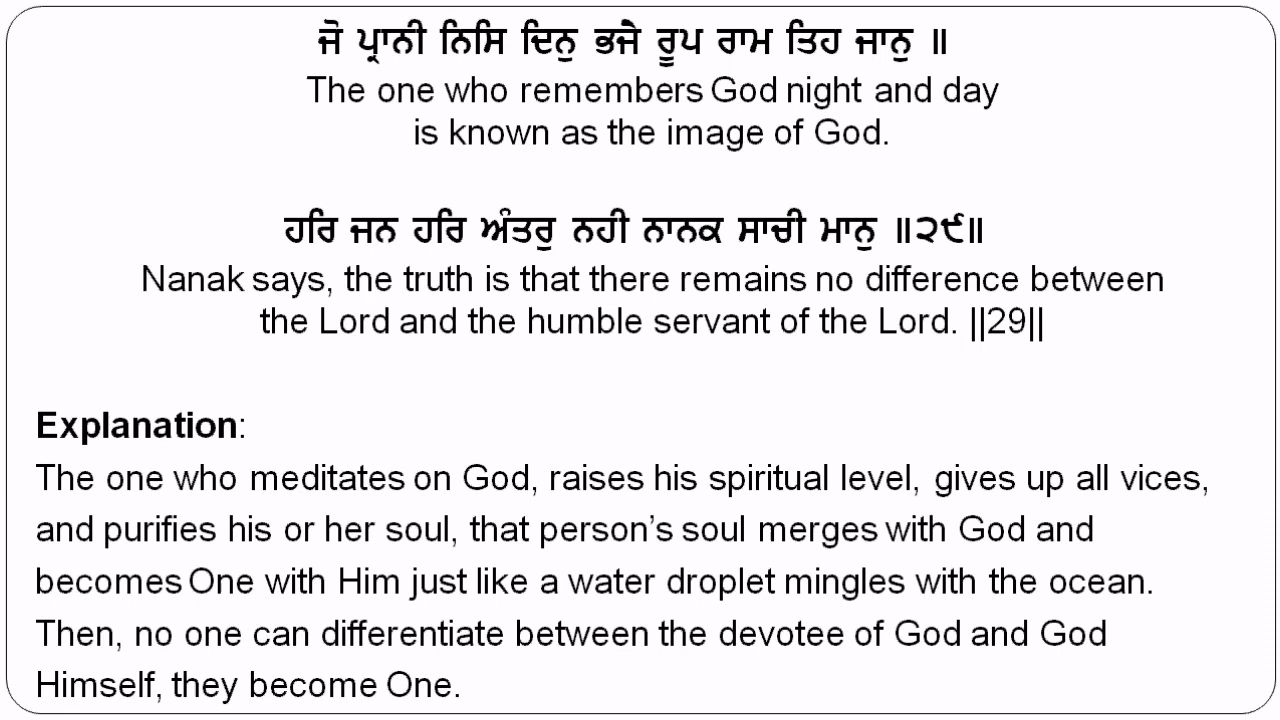 ਜੋ ਪ੍ਰਾਨੀ ਨਿਸਿ ਦਿਨੁ ਭਜੈ ਰੂਪ ਰਾਮ ਤਿਹ ਜਾਨੁ ॥
The one who remembers God night and day
is known as the image of God.
ਹਰਿ ਜਨ ਹਰਿ ਅੰਤਰੁ ਨਹੀ ਨਾਨਕ ਸਾਚੀ ਮਾਨੁ ॥੨੯॥
Nanak says, the truth is that there remains no difference between
the Lord and the humble servant of the Lord. ||29||
Explanation:
The one who meditates on God, raises his spiritual level, gives up all vices,
and purifies his or her soul, that person’s soul merges with God and
becomes One with Him just like a water droplet mingles with the ocean.
Then, no one can differentiate between the devotee of God and God
Himself, they become One.